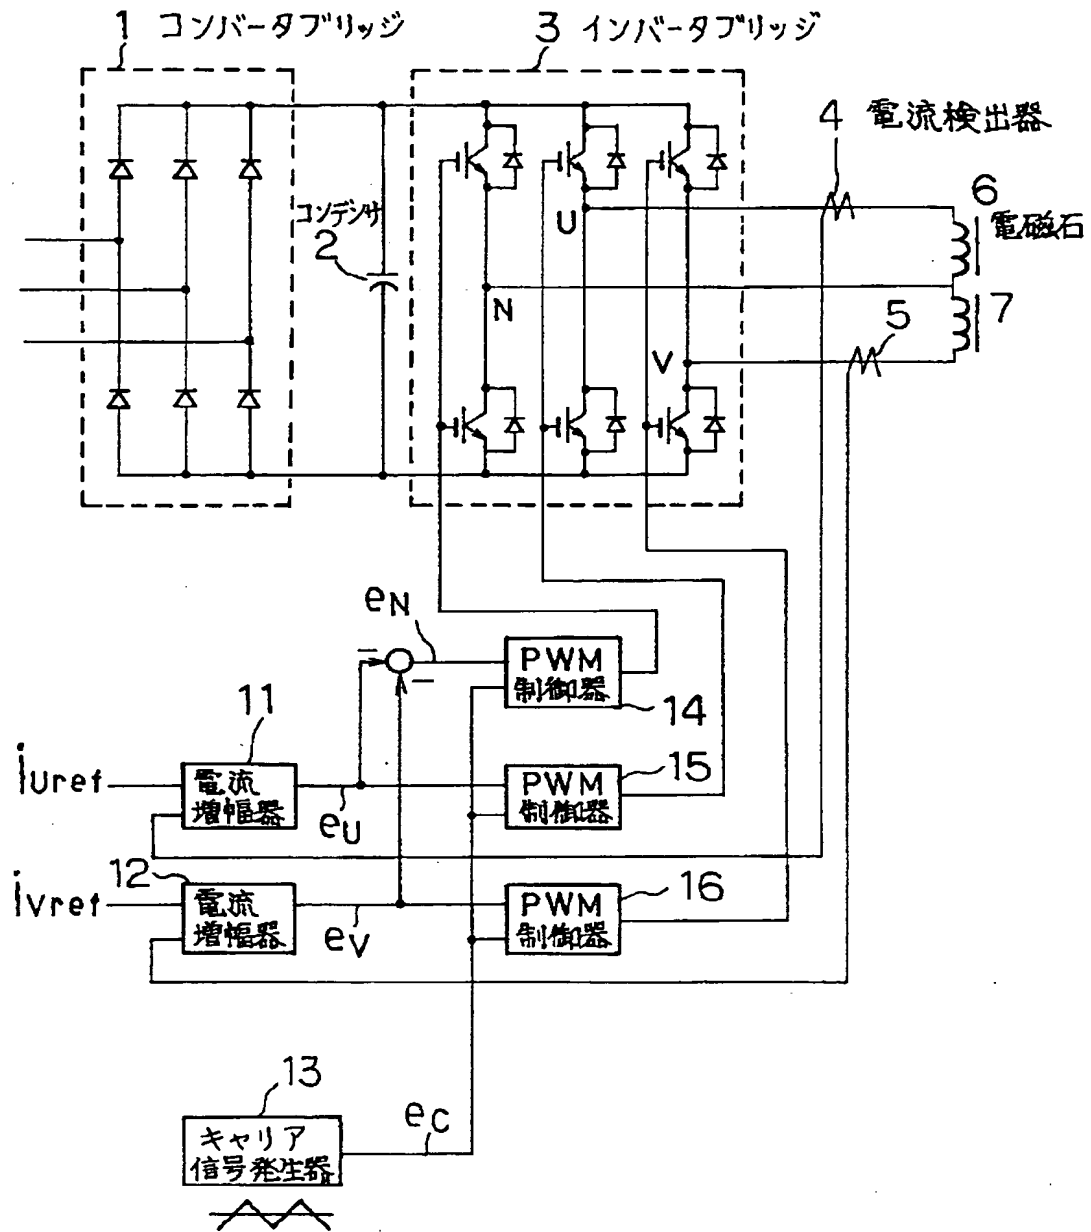 1 コンバータブリッジ
3 インバータブリッジ
4 電流検出器
コンデンサ
2
6
電磁石
U
N
7
5
V
eN
PWM
制御器
14
11
iuref
電流
増幅器
eU
PWM
制御器
15
12
ivref
電流
増幅器
eV
PWM
制御器
16
13
eC
キャリア
信号発生器